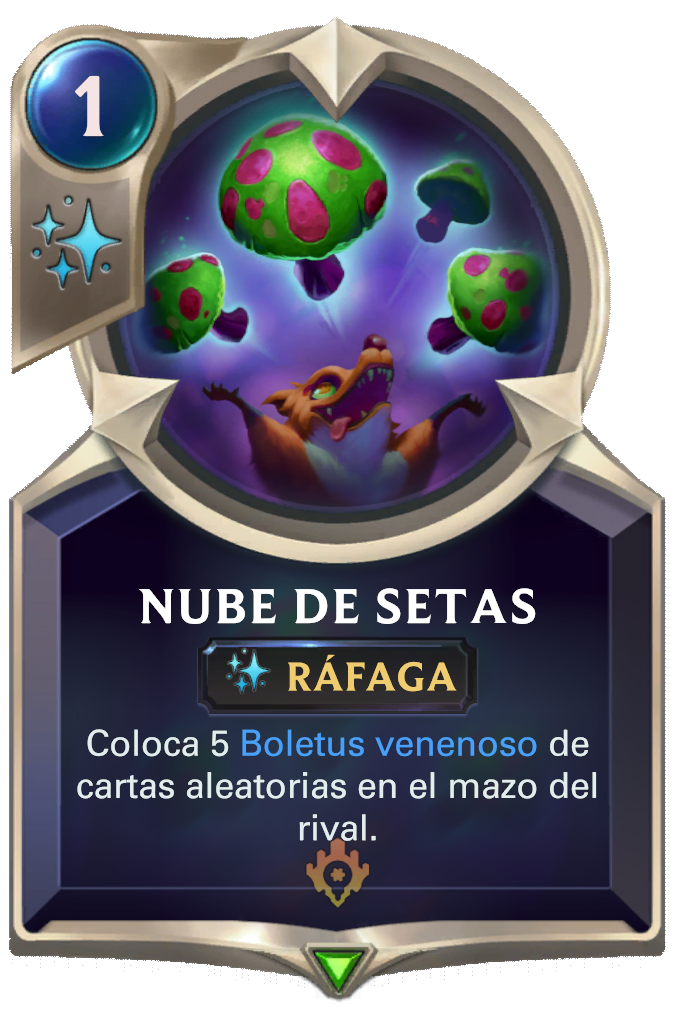 1
NUBE DE SETAS
RÁFAGA
Coloca 5 Boletus venenoso de
cartas aleatorias en el mazo del
rival.